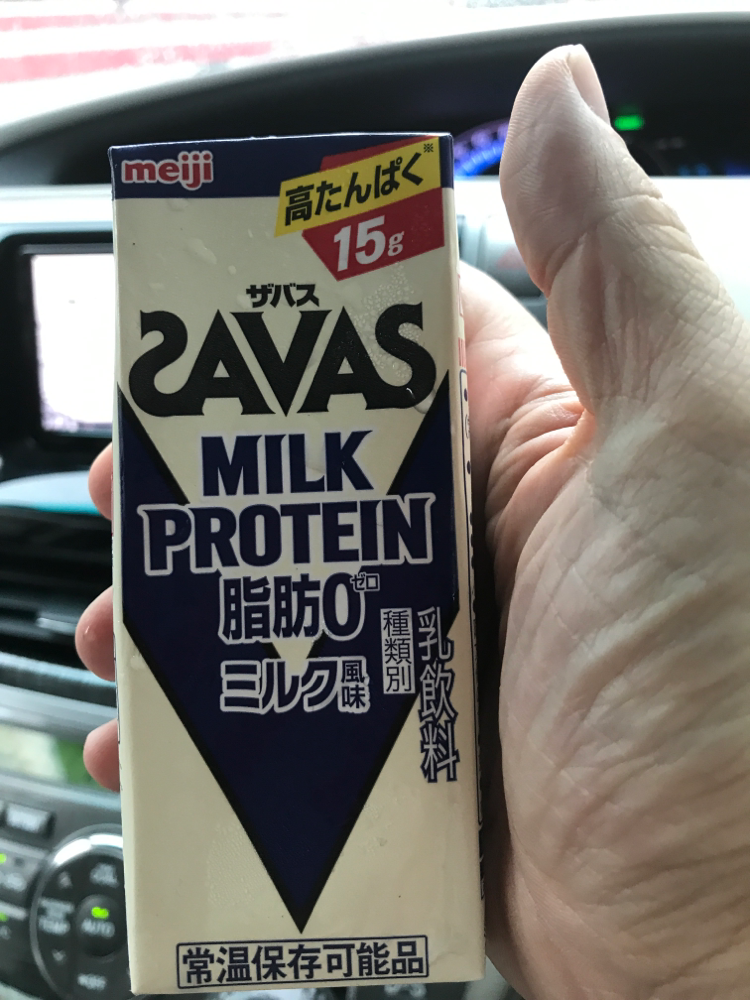 meiji
高たんぱく※
15g
ザバス
SAVAS
MILK
PROTEIN
脂肪0ゼロ
ミルク風味
種類別
乳飲料
常温保存可能品
AUTO